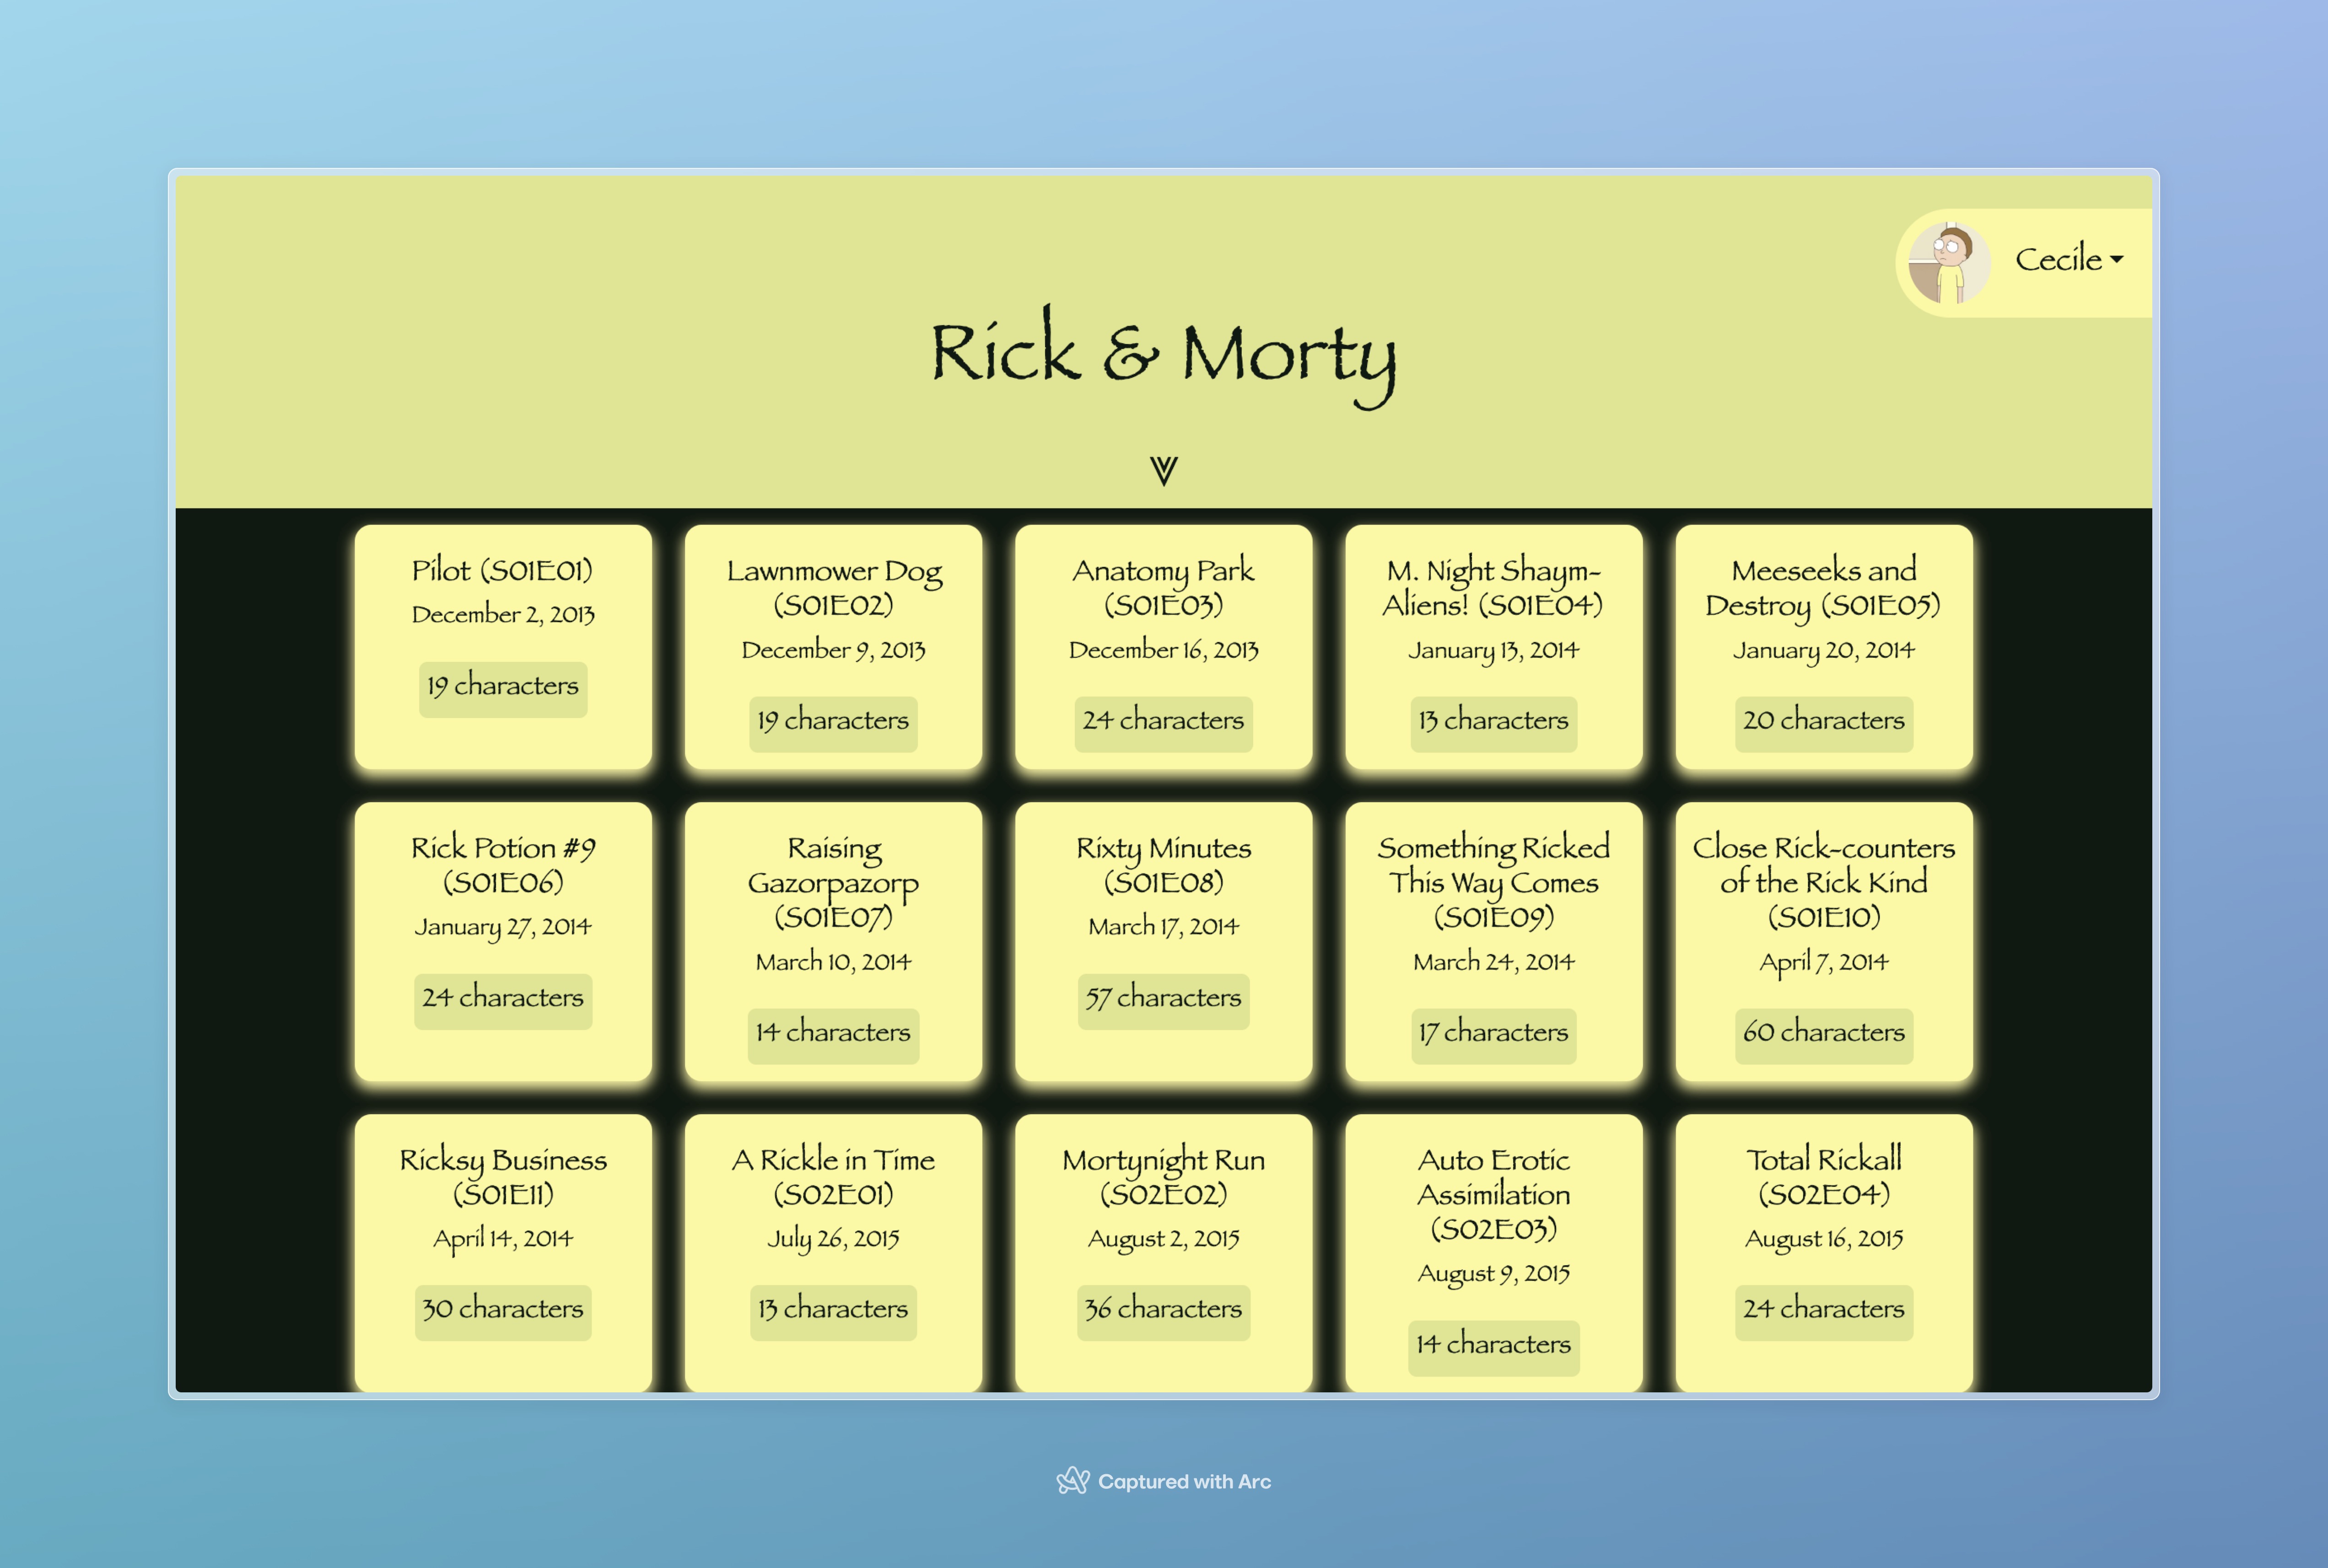 Cecile
Rick & Morty
Pilot (S01E01)
December 2, 2013
19 characters
Lawnmower Dog
(S01E02)
December 9, 2013
19 characters
Anatomy Park
(S01E03)
December 16, 2013
24 characters
M. Night Shaym-
Aliens! (S01E04)
January 13, 2014
13 characters
Meeseeks and
Destroy (S01E05)
January 20, 2014
20 characters
Rick Potion #9
(S01E06)
January 27, 2014
24 characters
Raising
Gazorpazorp
(S01E07)
March 10, 2014
14 characters
Rixty Minutes
(S01E08)
March 17, 2014
57 characters
Something Ricked
This Way Comes
(S01E09)
March 24, 2014
17 characters
Close Rick-counters
of the Rick Kind
(S01E10)
April 7, 2014
60 characters
Ricksy Business
(S01E11)
April 14, 2014
30 characters
A Rickle in Time
(S02E01)
July 26, 2015
13 characters
Mortynight Run
(S02E02)
August 2, 2015
36 characters
Auto Erotic
Assimilation
(S02E03)
August 9, 2015
14 characters
Total Rickall
(S02E04)
August 16, 2015
24 characters
Captured with Arc